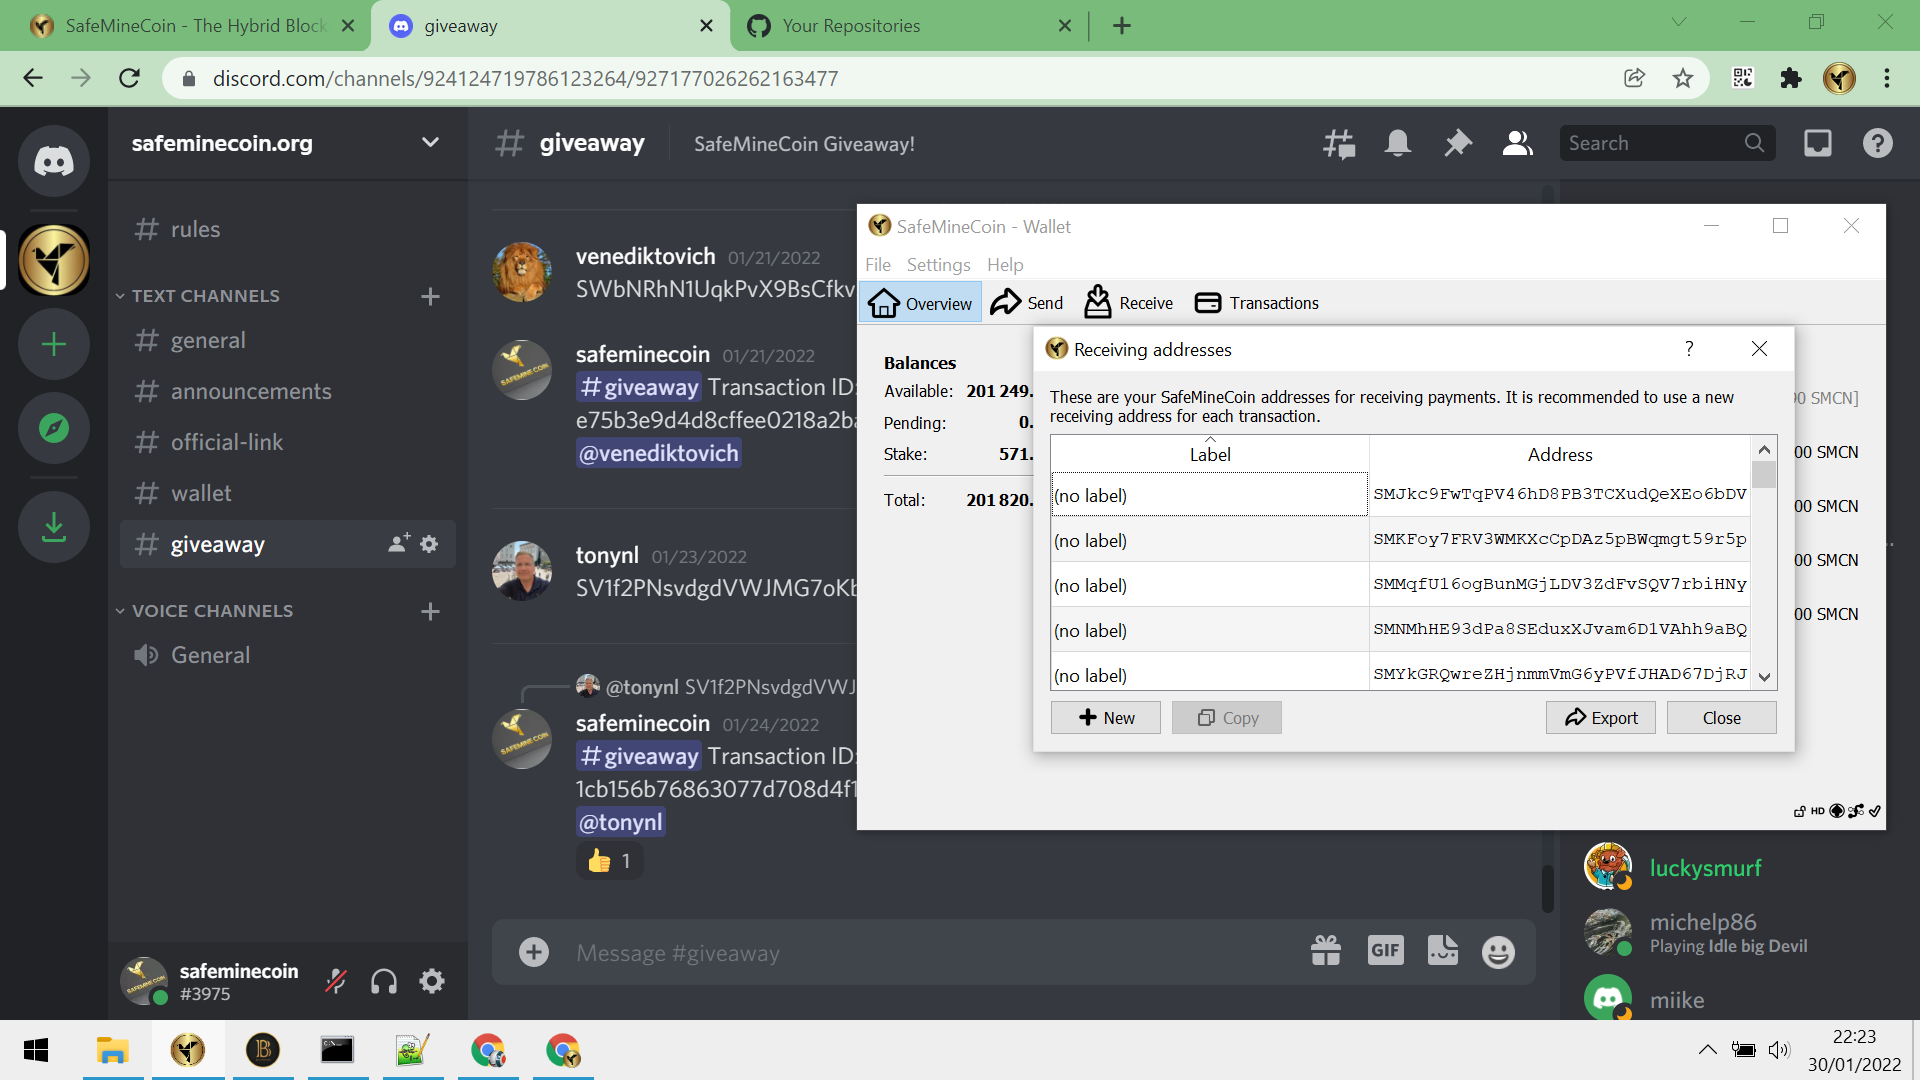 SafeMineCoin - The Hybrid Block
giveaway
Your Repositories
discord.com/channels/924124719786123264/927177026262163477
safeminecoin.org
giveaway
SafeMineCoin Giveaway!
Search
rules
TEXT CHANNELS
general
announcements
official-link
wallet
giveaway
VOICE CHANNELS
General
safeminecoin
#3975
venediktovich 01/21/2022
SWbNRhN1UqkPvX9BsCfkv
safeminecoin 01/21/2022
#giveaway Transaction ID:
e75b3e9d4d8cffee0218a2ba
@venediktovich
tonynl 01/23/2022
SV1f2PNsvdgdVWJMG7oKb
@tonynl SV1f2PNsvdgdVWJ
safeminecoin 01/24/2022
#giveaway Transaction ID:
1cb156b76863077d708d4f1
@tonynl
1
Message #giveaway
GIF
SafeMineCoin - Wallet
File Settings Help
Overview Send Receive Transactions
Balances
Available: 201 249.
Pending: 0.
Stake: 571.
Total: 201 820.
00 SMCN]
00 SMCN
00 SMCN
00 SMCN
00 SMCN
Receiving addresses
?
These are your SafeMineCoin addresses for receiving payments. It is recommended to use a new
receiving address for each transaction.
Label Address
(no label) SMJkc9FwTqPV46hD8PB3TCXudQeXEo6bDV
(no label) SMKFoy7FRV3WMKXcCpDAz5pBWqmgt59r5p
(no label) SMMqfU16ogBunMGjLDV3ZdFvSQV7rbiHNy
(no label) SMNMhHE93dPa8SEduxXJvam6D1VAhh9aBQ
(no label) SMYkGRQwreZHjnmmVmG6yPVfJHAD67DjRJ
New Copy Export Close
HD
luckysmurf
michelp86
Playing Idle big Devil
miike
22:23
30/01/2022